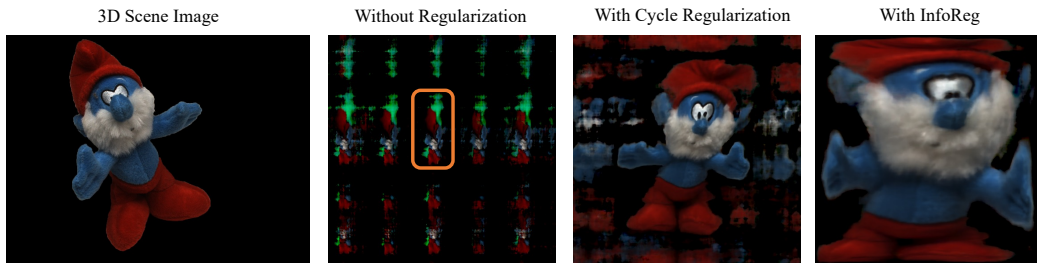 3D Scene Image
Without Regularization
With Cycle Regularization
With InfoReg